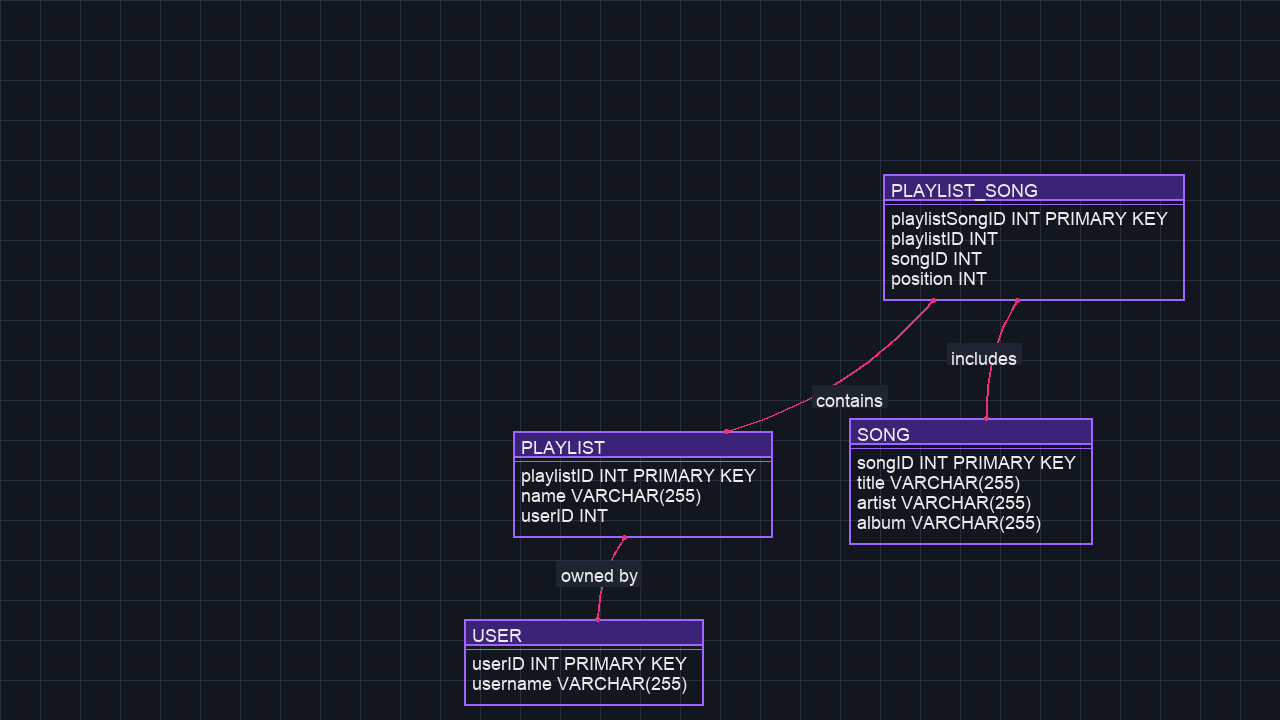 PLAYLIST_SONG
playlistSongID INT PRIMARY KEY
playlistID INT
songID INT
position INT
includes
contains
PLAYLIST
playlistID INT PRIMARY KEY
name VARCHAR(255)
userID INT
SONG
songID INT PRIMARY KEY
title VARCHAR(255)
artist VARCHAR(255)
album VARCHAR(255)
owned by
USER
userID INT PRIMARY KEY
username VARCHAR(255)